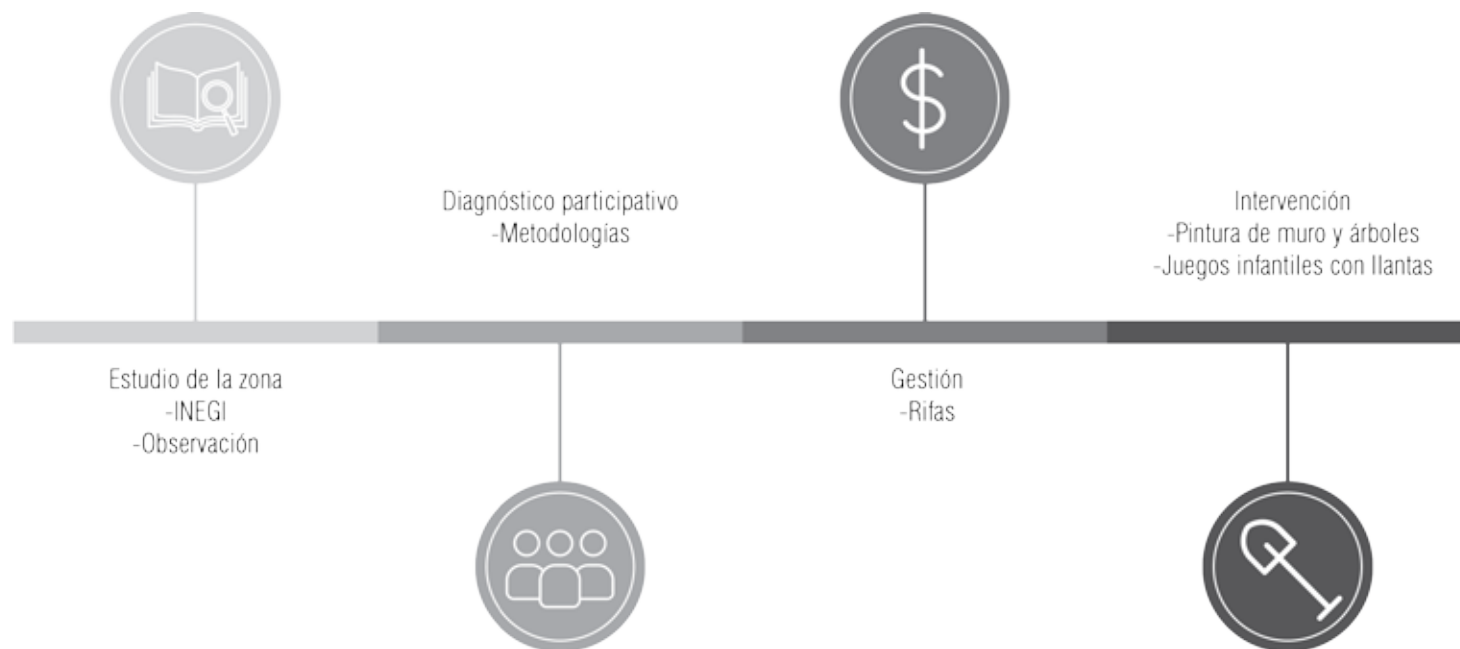 Estudio de la zona
-INEGI
-Observación
Diagnóstico participativo
-Metodologías
Gestión
-Rifas
Intervención
-Pintura de muro y árboles
-Juegos infantiles con llantas